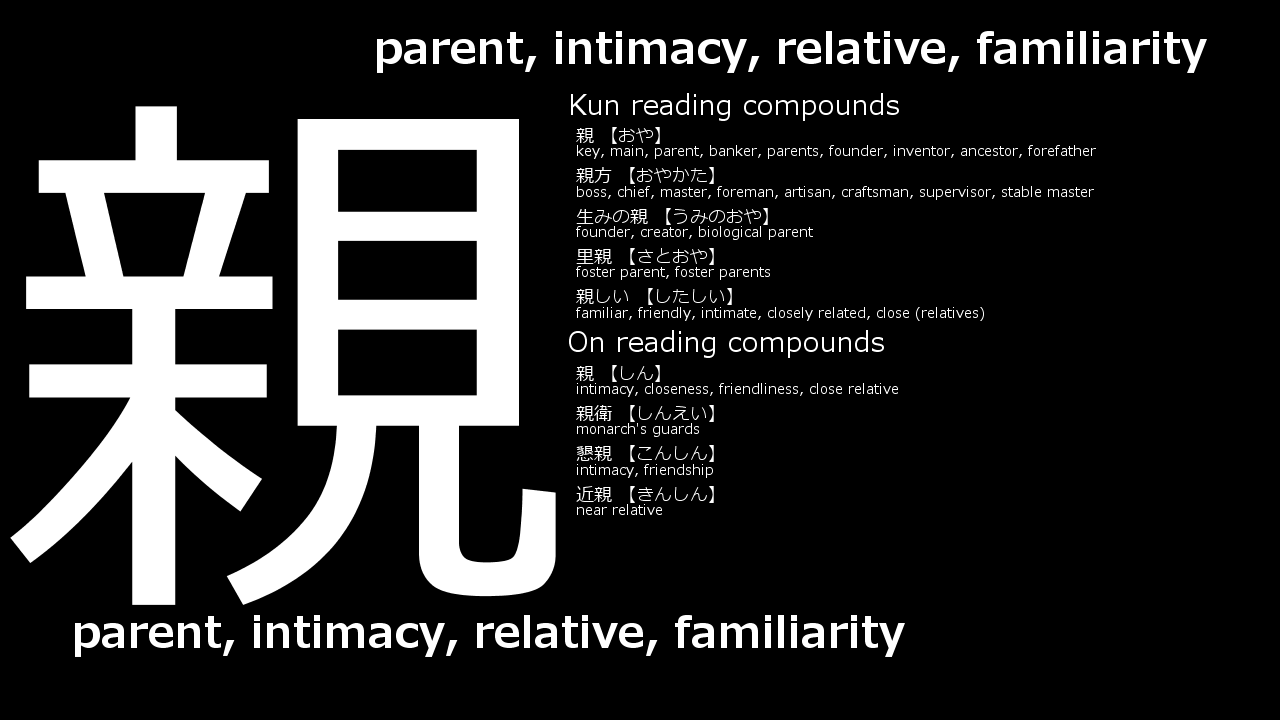 parent, intimacy, relative, familiarity
親
Kun reading compounds
親 【おや】
key, main, parent, banker, parents, founder, inventor, ancestor, forefather
親方 【おやかた】
boss, chief, master, foreman, artisan, craftsman, supervisor, stable master
生みの親 【うみのおや】
founder, creator, biological parent
里親 【さとおや】
foster parent, foster parents
親しい 【したしい】
familiar, friendly, intimate, closely related, close (relatives)
On reading compounds
親 【しん】
intimacy, closeness, friendliness, close relative
親衛 【しんえい】
monarch's guards
懇親 【こんしん】
intimacy, friendship
近親 【きんしん】
near relative
parent, intimacy, relative, familiarity